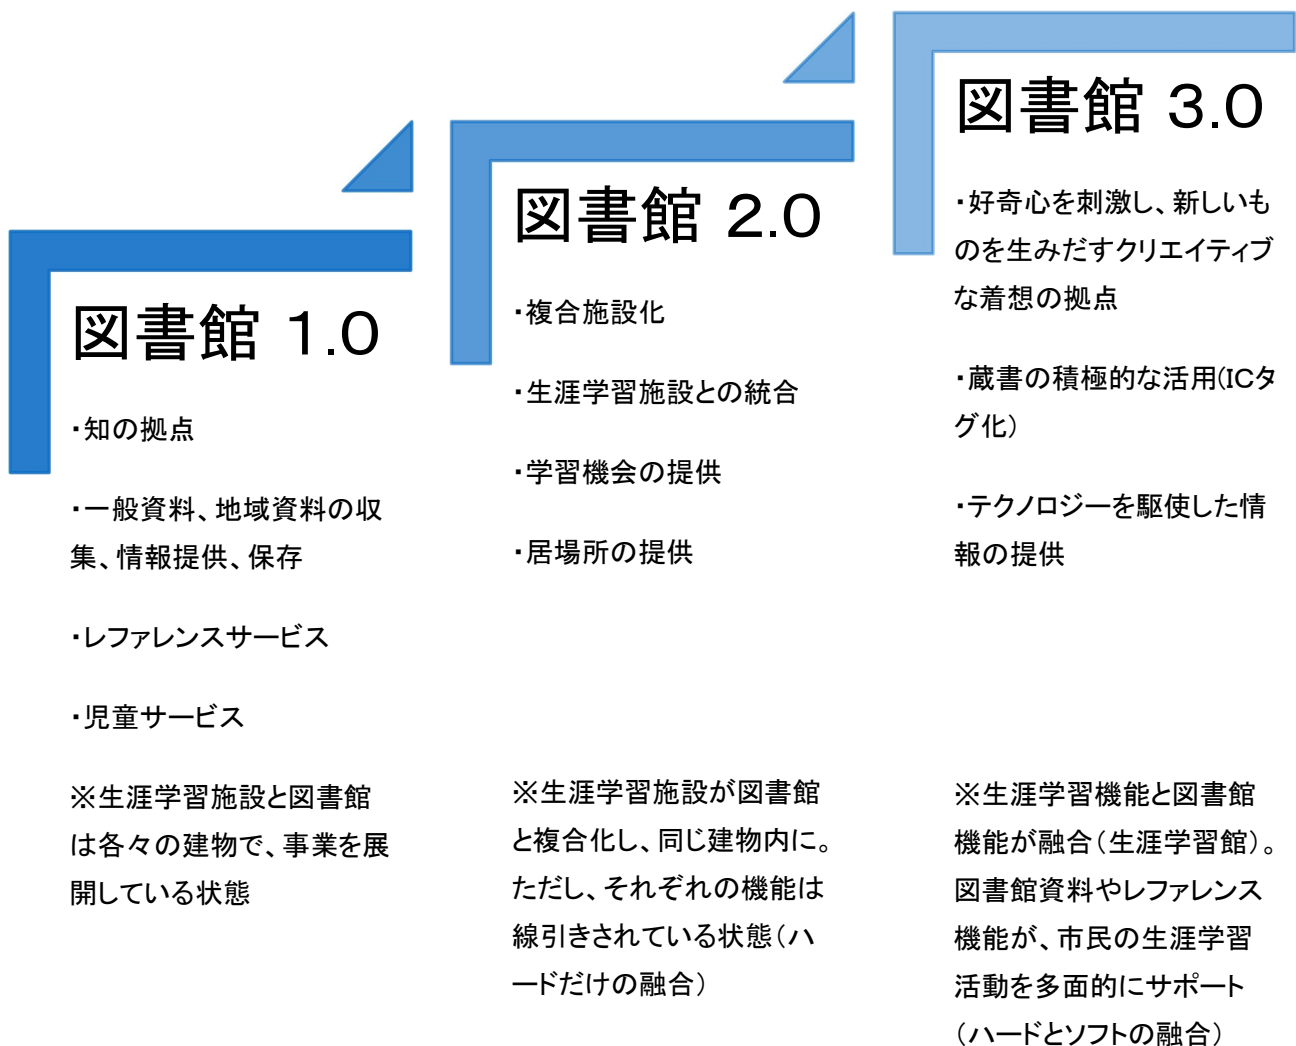 図書館 1.0
・知の拠点
・一般資料、地域資料の収
集、情報提供、保存
・レファレンスサービス
・児童サービス
※生涯学習施設と図書館
は各々の建物で、事業を展
開している状態
図書館 2.0
・複合施設化
・生涯学習施設との統合
・学習機会の提供
・居場所の提供
※生涯学習施設が図書館
と複合化し、同じ建物内に。
ただし、それぞれの機能は
線引きされている状態（ハ
ードだけの融合）
図書館 3.0
・好奇心を刺激し、新しいも
のを生みだすクリエイティブ
な着想の拠点
・蔵書の積極的な活用(ICタ
グ化）
・テクノロジーを駆使した情
報の提供
※生涯学習機能と図書館
機能が融合（生涯学習館）。
図書館資料やレファレンス
機能が、市民の生涯学習
活動を多面的にサポート
（ハードとソフトの融合）